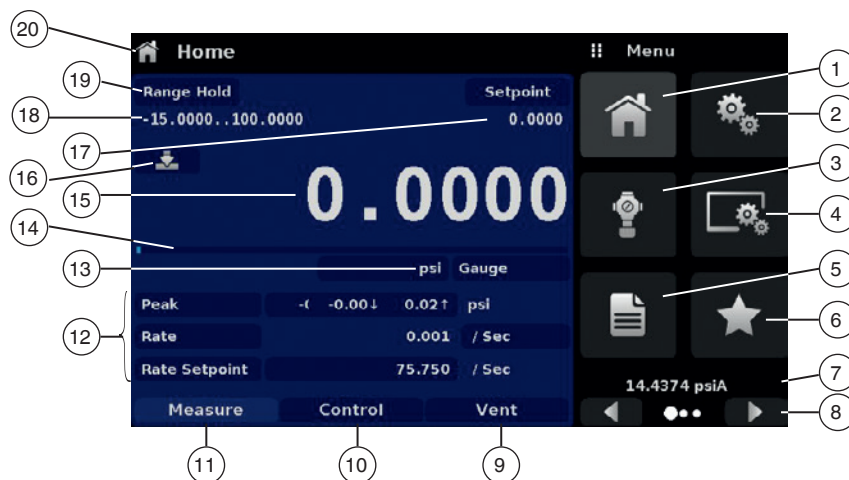 20
Home
Menu
19
Range Hold
Setpoint
1
18
-15.0000..100.0000
0.0000
2
17
16
3
15
0.0000
4
14
13
psi Gauge
5
12
Peak -( -0.00↓ 0.02↑ psi
6
Rate 0.001 / Sec
Rate Setpoint 75.750 / Sec
14.4374 psiA
7
Measure Control Vent
8
11 10 9